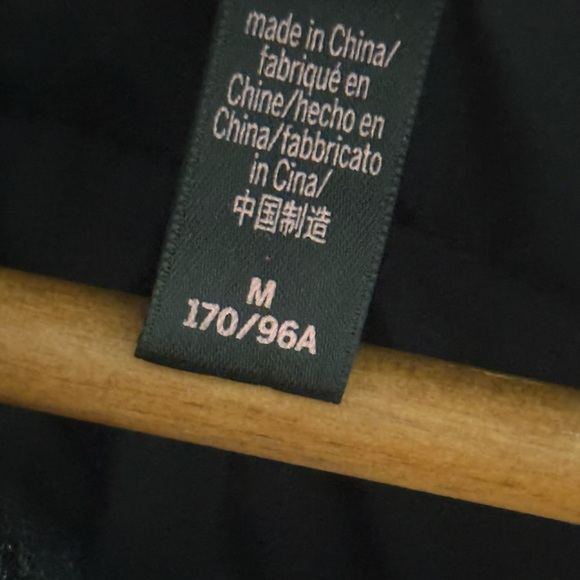 made in China/
fabriqué en
Chine/hecho en
China/fabbricato
in Cina/
中国制造
M
170/96A